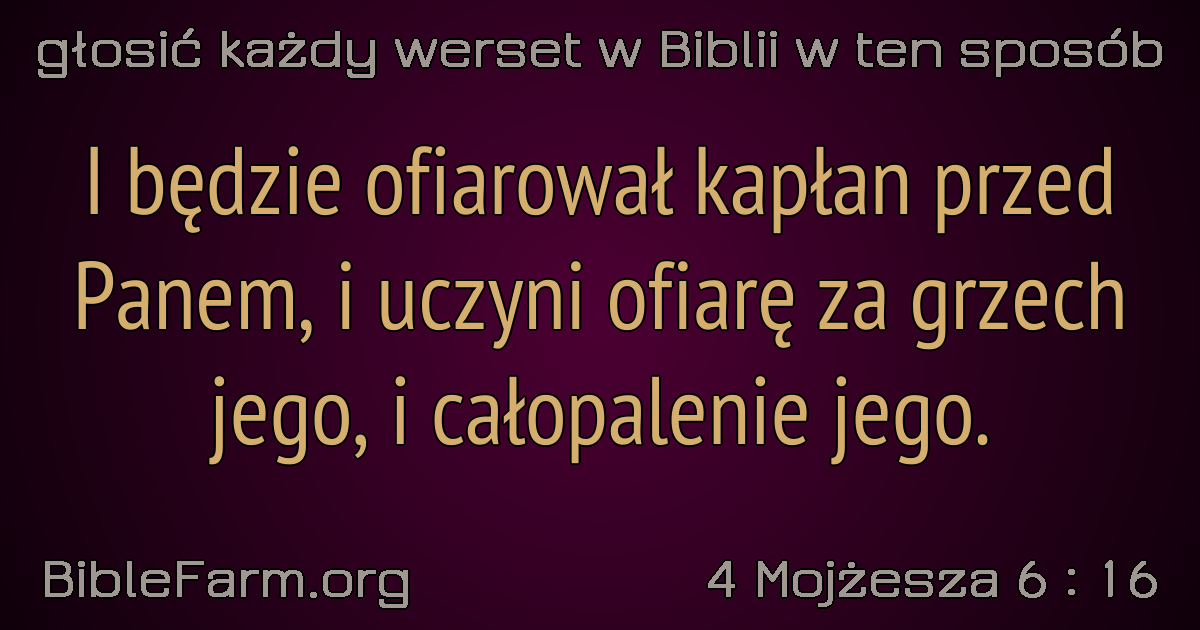 głosić każdy werset w Biblii w ten sposób
I będzie ofiarował kapłan przed
Panem, i uczyni ofiarę za grzech
jego, i całopalenie jego.
BibleFarm.org
4 Mojżesza 6 : 16